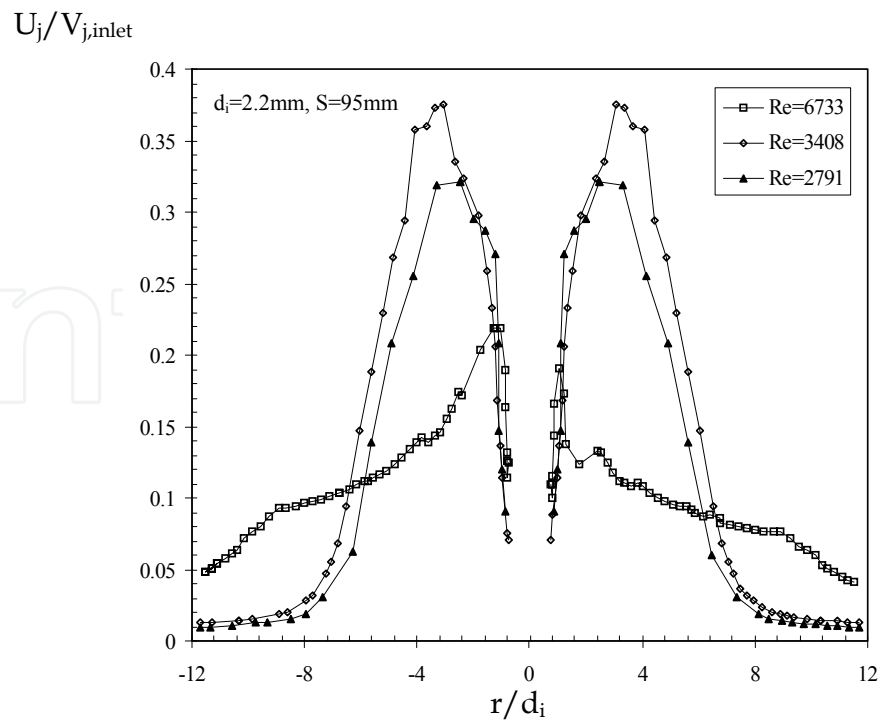 Uj/Vj,inlet
0.4
0.35
0.3
0.25
0.2
0.15
0.1
0.05
0
di=2.2mm, S=95mm
Re=6733
Re=3408
Re=2791
-12 -8 -4 0 4 8 12
r/di